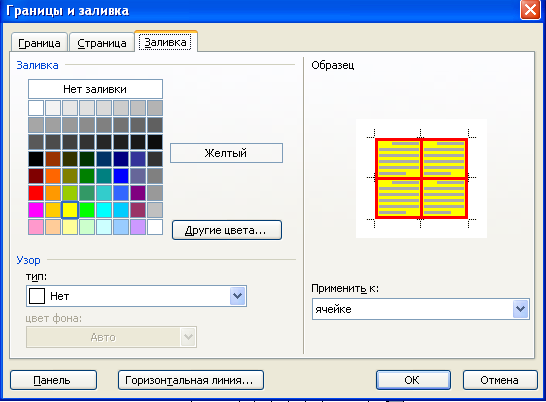 Границы и заливка
Граница
Страница
Заливка
Заливка
Образец
Нет заливки
Желтый
Другие цвета...
Узор
тип:
Нет
цвет фона:
Авто
Применить к:
ячейке
Панель
Горизонтальная линия...
ОК
Отмена